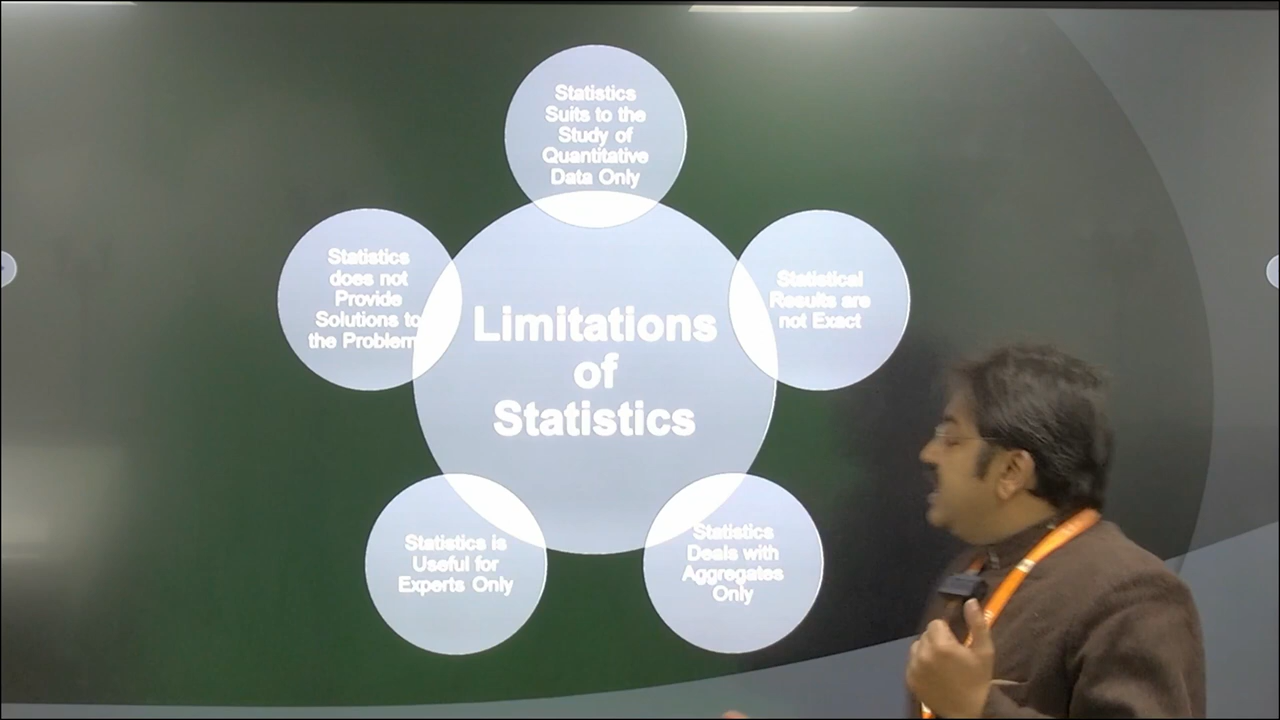 Statistics
Suits to the
Study of
Quantitative
Data Only
Statistics
does not
Provide
Solutions to
the Problem
Limitations
of
Statistics
Statistical
Results are
not Exact
Statistics is
Useful for
Experts Only
Statistics
Deals with
Aggregates
Only